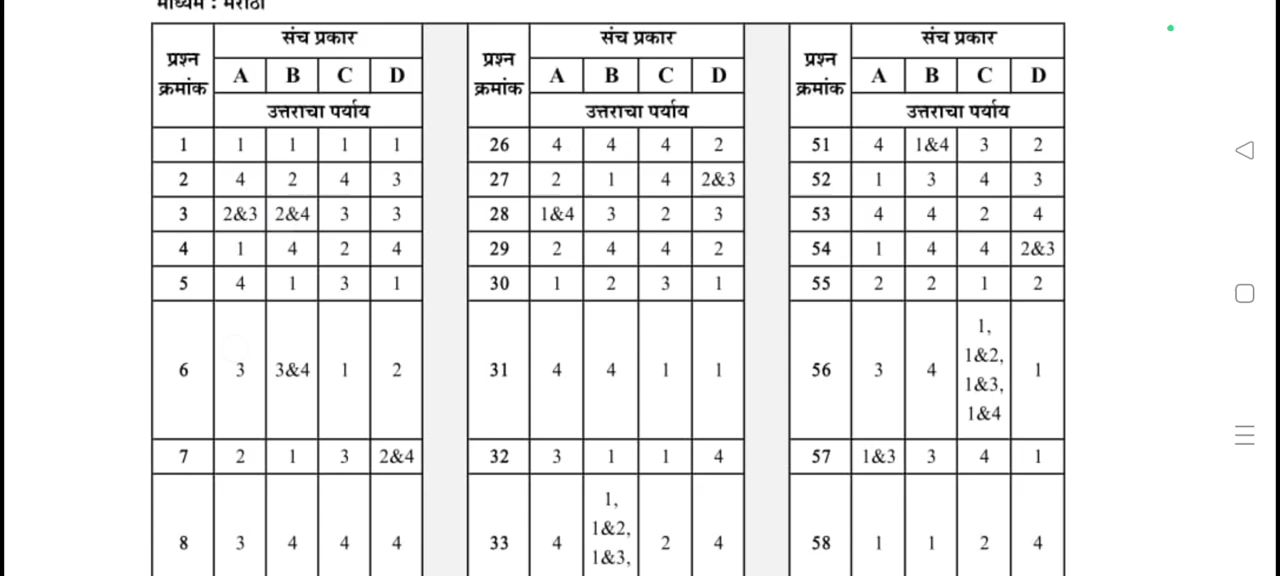 माध्यम : मराठी
प्रश्न क्रमांक संच प्रकार प्रश्न क्रमांक संच प्रकार प्रश्न क्रमांक संच प्रकार
A B C D A B C D A B C D
उत्तराचा पर्याय उत्तराचा पर्याय उत्तराचा पर्याय
1 1 1 1 1 26 4 4 4 2 51 4 1&4 3 2
2 4 2 4 3 27 2 1 4 2&3 52 1 3 4 3
3 2&3 2&4 3 3 28 1&4 3 2 3 53 4 4 2 4
4 1 4 2 4 29 2 4 4 2 54 1 4 4 2&3
5 4 1 3 1 30 1 2 3 1 55 2 2 1 2
6 3 3&4 1 2 31 4 4 1 1 56 3 4 1, 1&2, 1&3, 1&4 1
7 2 1 3 2&4 32 3 1 1 4 57 1&3 3 4 1
8 3 4 4 4 33 4 1, 1&2, 1&3, 2 4 58 1 1 2 4